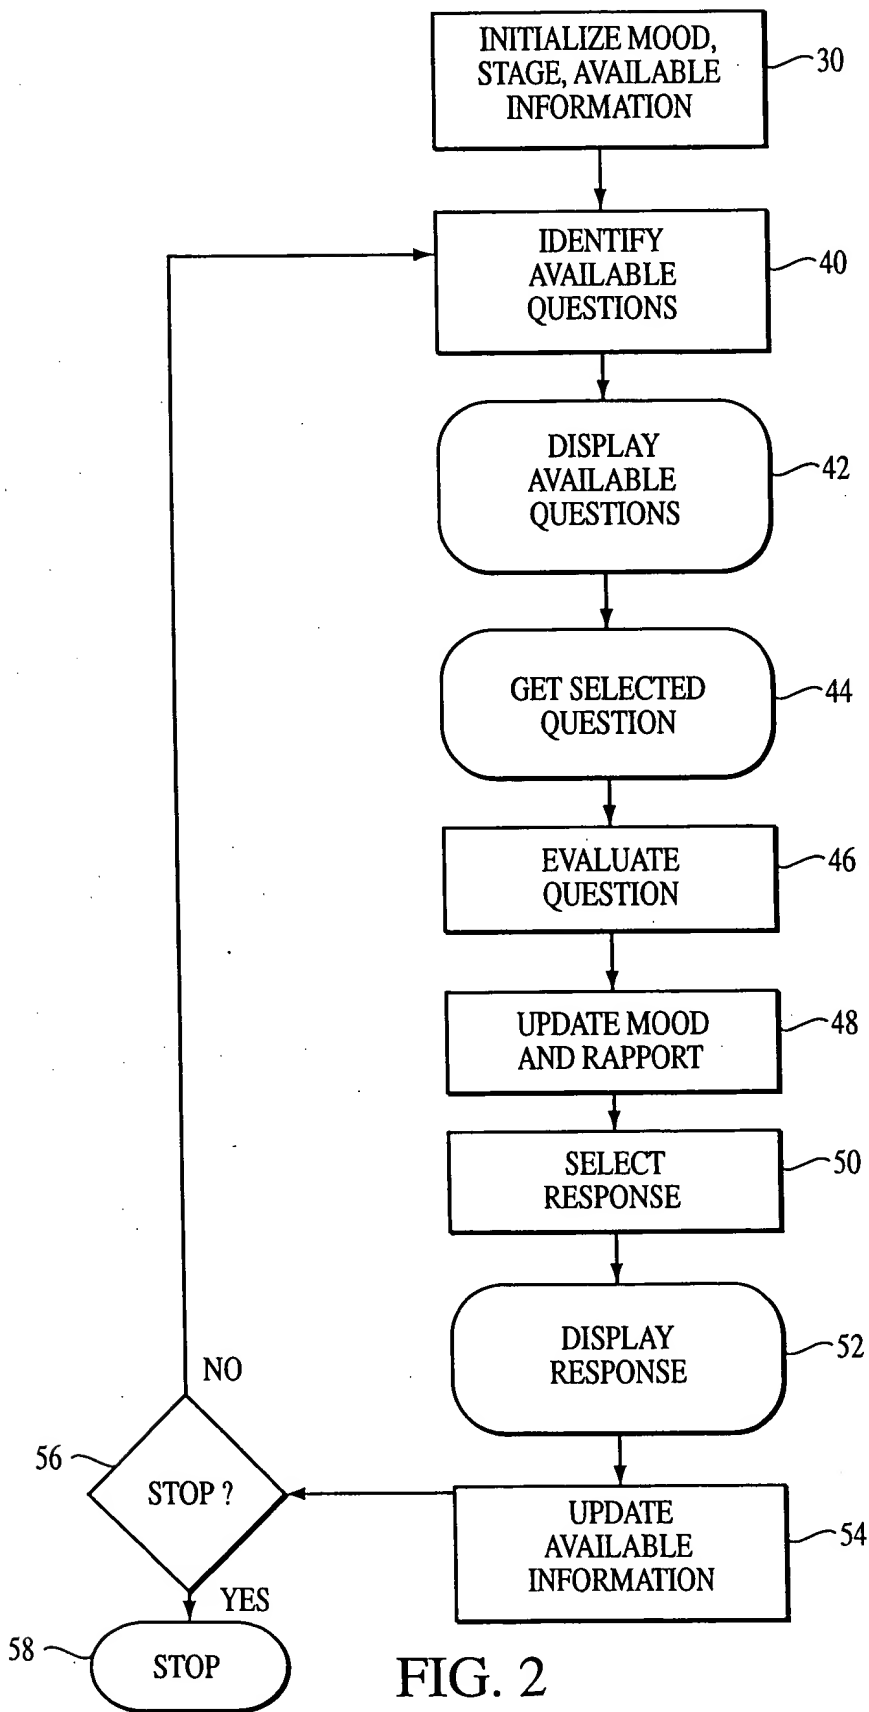 INITIALIZE MOOD,
STAGE, AVAILABLE
INFORMATION
30
IDENTIFY
AVAILABLE
QUESTIONS
40
DISPLAY
AVAILABLE
QUESTIONS
42
GET SELECTED
QUESTION
44
EVALUATE
QUESTION
46
UPDATE MOOD
AND RAPPORT
48
SELECT
RESPONSE
50
DISPLAY
RESPONSE
52
UPDATE
AVAILABLE
INFORMATION
54
NO
56
STOP ?
YES
58
STOP
FIG. 2